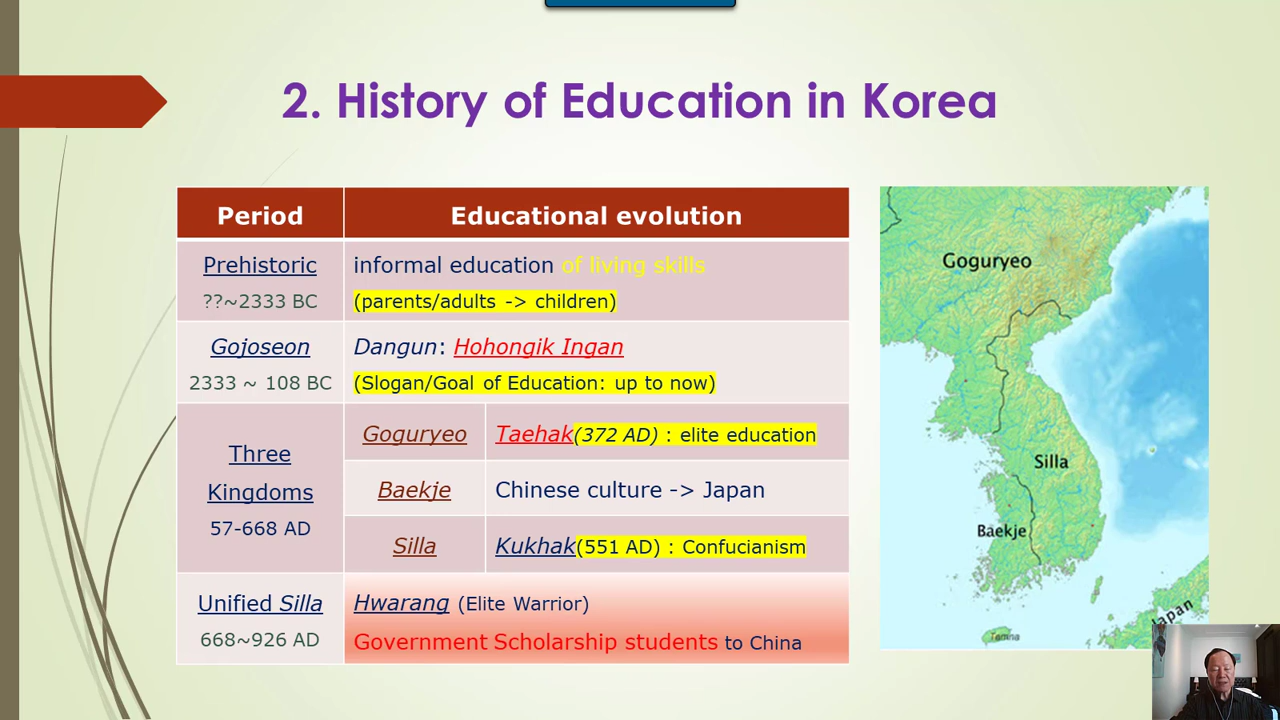 2. History of Education in Korea
Period
Educational evolution
Prehistoric
??~2333 BC
informal education of living skills
(parents/adults -> children)
Gojoseon
2333 ~ 108 BC
Dangun: Hohongik Ingan
(Slogan/Goal of Education: up to now)
Three
Kingdoms
57-668 AD
Goguryeo
Taehak(372 AD) : elite education
Baekje
Chinese culture -> Japan
Silla
Kukhak(551 AD) : Confucianism
Unified Silla
668~926 AD
Hwarang (Elite Warrior)
Government Scholarship students to China
Goguryeo
Silla
Baekje
Japan
Tamna